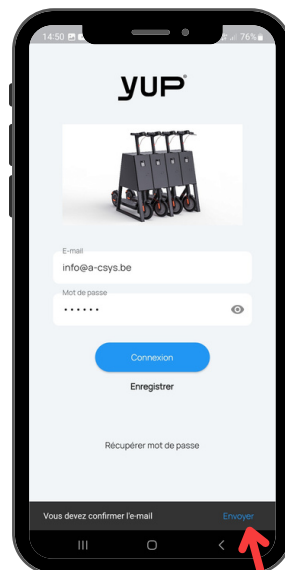 14:50
76%
YUP
E-mail
info@a-csys.be
Mot de passe
Connexion
Enregistrer
Récupérer mot de passe
Vous devez confirmer l'e-mail Envoyer